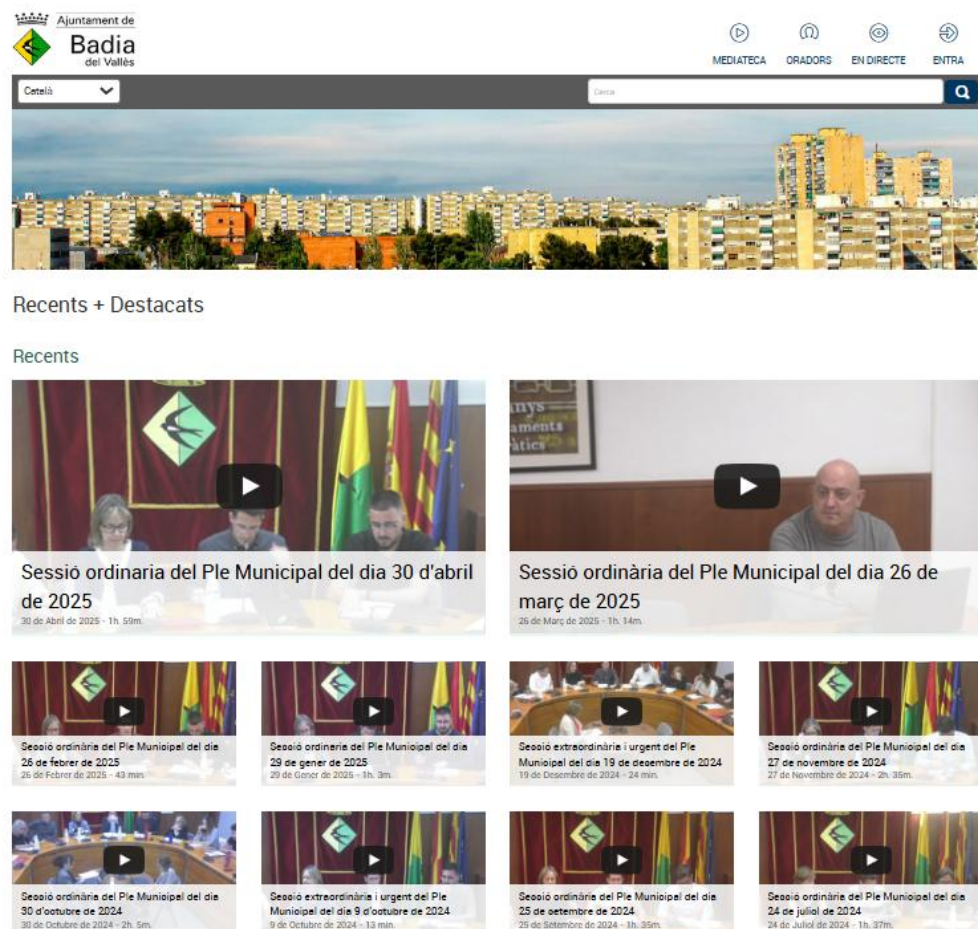 Ajuntament de
Badia
del Vallès
MEDIATECA
ORADORS
EN DIRECTE
ENTRA
Català
Cerca
Recents + Destacats
Recents
anys
aments
àtics
Sessió ordinaria del Ple Municipal del dia 30 d'abril
de 2025
30 de Abril de 2025 - 1h. 59m.
Sessió ordinària del Ple Municipal del dia 26 de
març de 2025
26 de Març de 2025 - 1h. 14m.
Sessió ordinària del Ple Municipal del dia
26 de febrer de 2025
26 de Febrer de 2025 - 43 min.
Sessió ordinaria del Ple Municipal del dia
29 de gener de 2025
29 de Gener de 2025 - 1h. 3m.
Sessió extraordinària i urgent del Ple
Municipal del dia 19 de desembre de 2024
19 de Desembre de 2024 - 24 min.
Sessió ordinària del Ple Municipal del dia
27 de novembre de 2024
27 de Novembre de 2024 - 2h. 35m.
Sessió ordinària del Ple Municipal del dia
30 d'octubre de 2024
30 de Octubre de 2024 - 2h. 5m.
Sessió extraordinària i urgent del Ple
Municipal del dia 9 d'octubre de 2024
9 de Octubre de 2024 - 13 min.
Sessió ordinària del Ple Municipal del dia
25 de setembre de 2024
25 de Setembre de 2024 - 1h. 35m.
Sessió ordinària del Ple Municipal del dia
24 de juliol de 2024
24 de Juliol de 2024 - 1h. 37m.